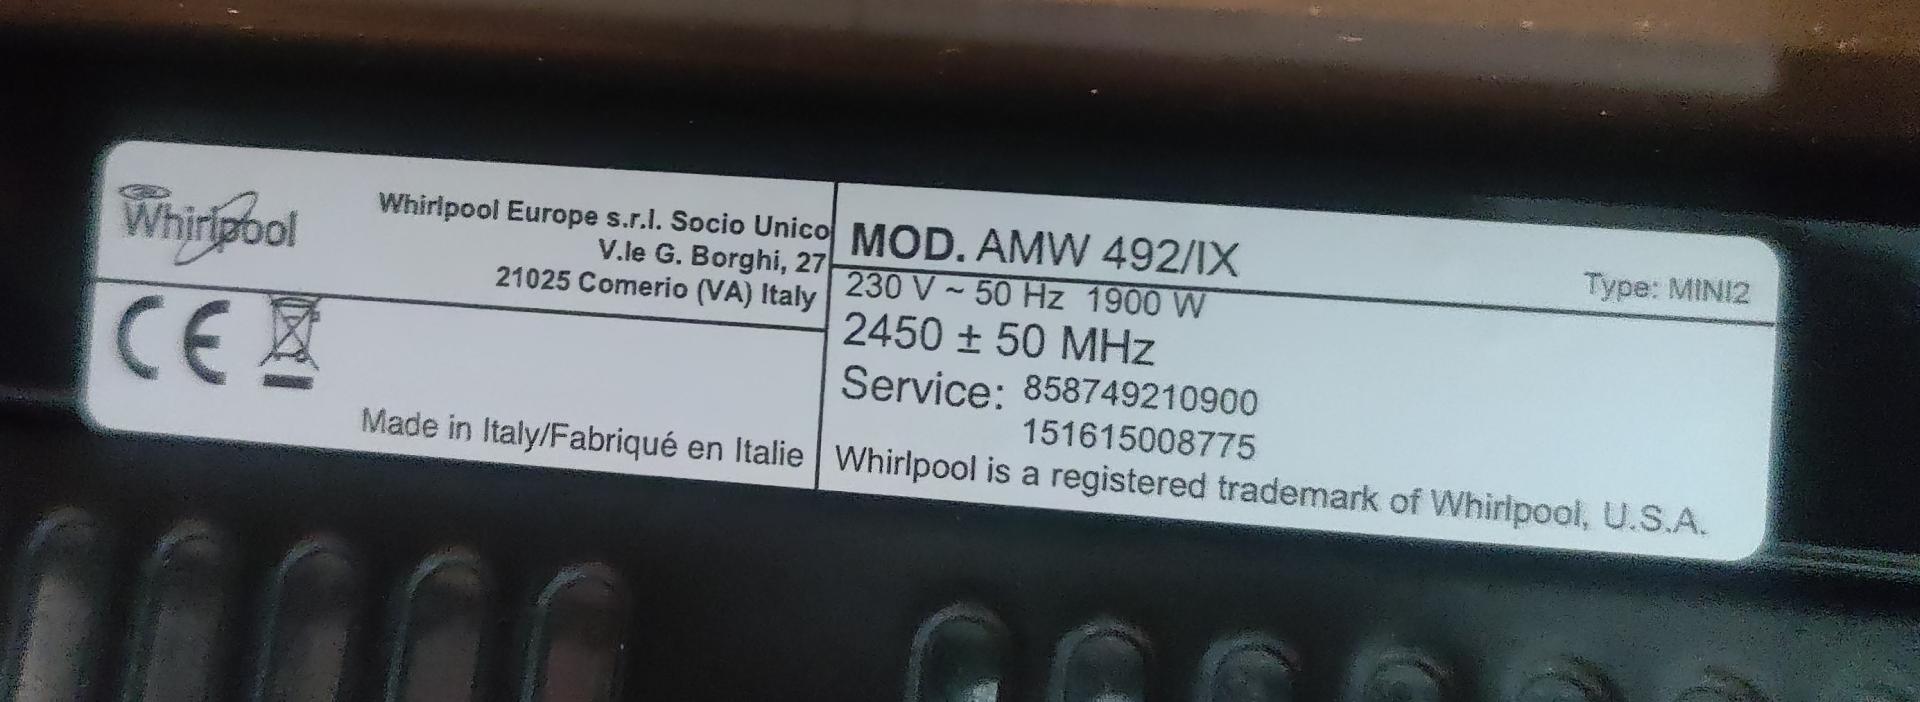 Whirlpool
Whirlpool Europe s.r.l. Socio Unico
V.le G. Borghi, 27
21025 Comerio (VA) Italy
CE
Made in Italy/Fabriqué en Italie
MOD. AMW 492/IX
Type: MINI2
230 V ~ 50 Hz 1900 W
2450 ± 50 MHz
Service: 858749210900
151615008775
Whirlpool is a registered trademark of Whirlpool, U.S.A.